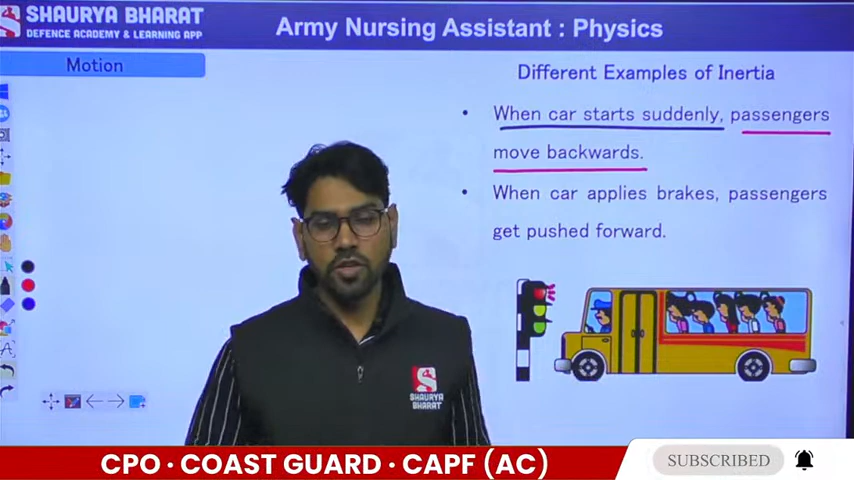 SHAURYA BHARAT
DEFENCE ACADEMY & LEARNING APP
Army Nursing Assistant : Physics
Motion
Different Examples of Inertia
• When car starts suddenly, passengers
move backwards.
• When car applies brakes, passengers
get pushed forward.
SHAURYA
BHARAT
CPO · COAST GUARD · CAPF (AC)
SUBSCRIBED